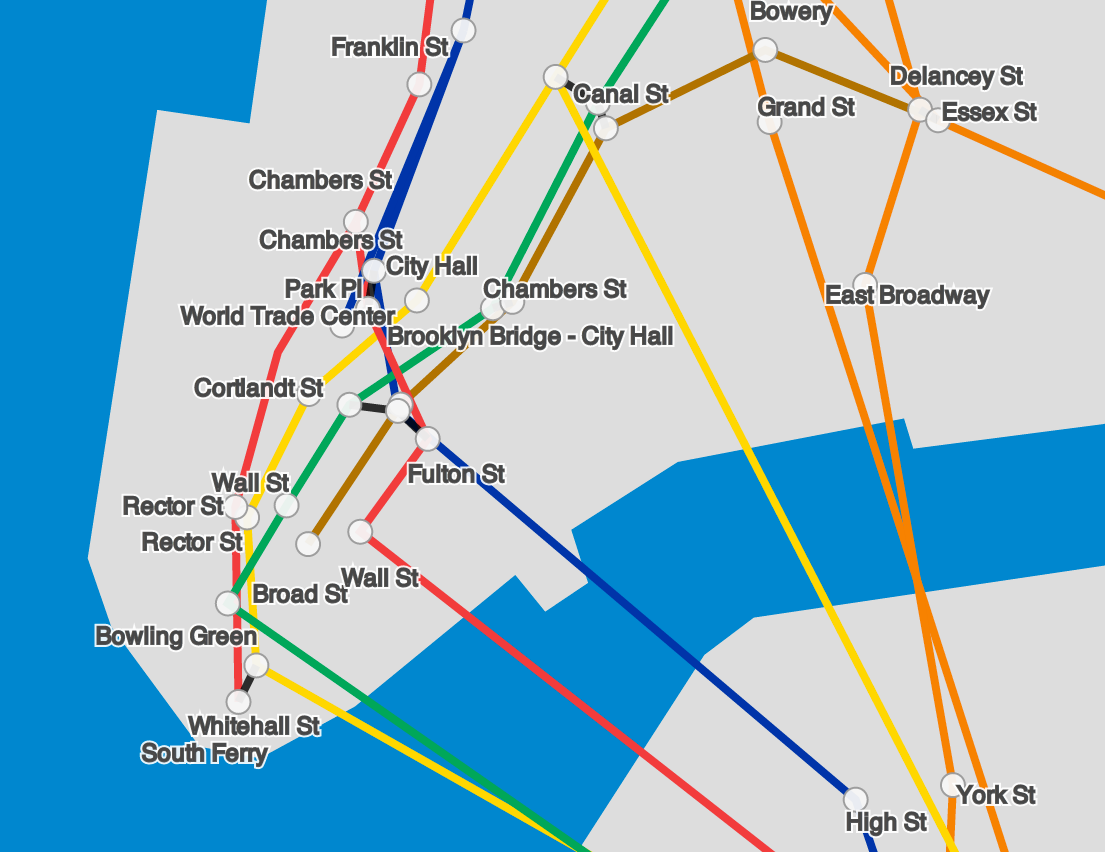 Bowery
Franklin St
Delancey St
Canal St
Grand St
Essex St
Chambers St
Chambers St
City Hall
Park Pl
Chambers St
East Broadway
World Trade Center
Brooklyn Bridge - City Hall
Cortlandt St
Fulton St
Wall St
Rector St
Rector St
Wall St
Broad St
Bowling Green
Whitehall St
South Ferry
York St
High St